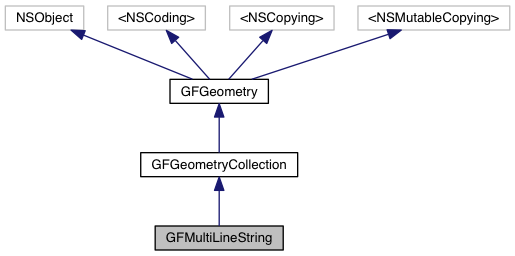 NSObject
<NSCoding>
<NSCopying>
<NSMutableCopying>
GFGeometry
GFGeometryCollection
GFMultiLineString